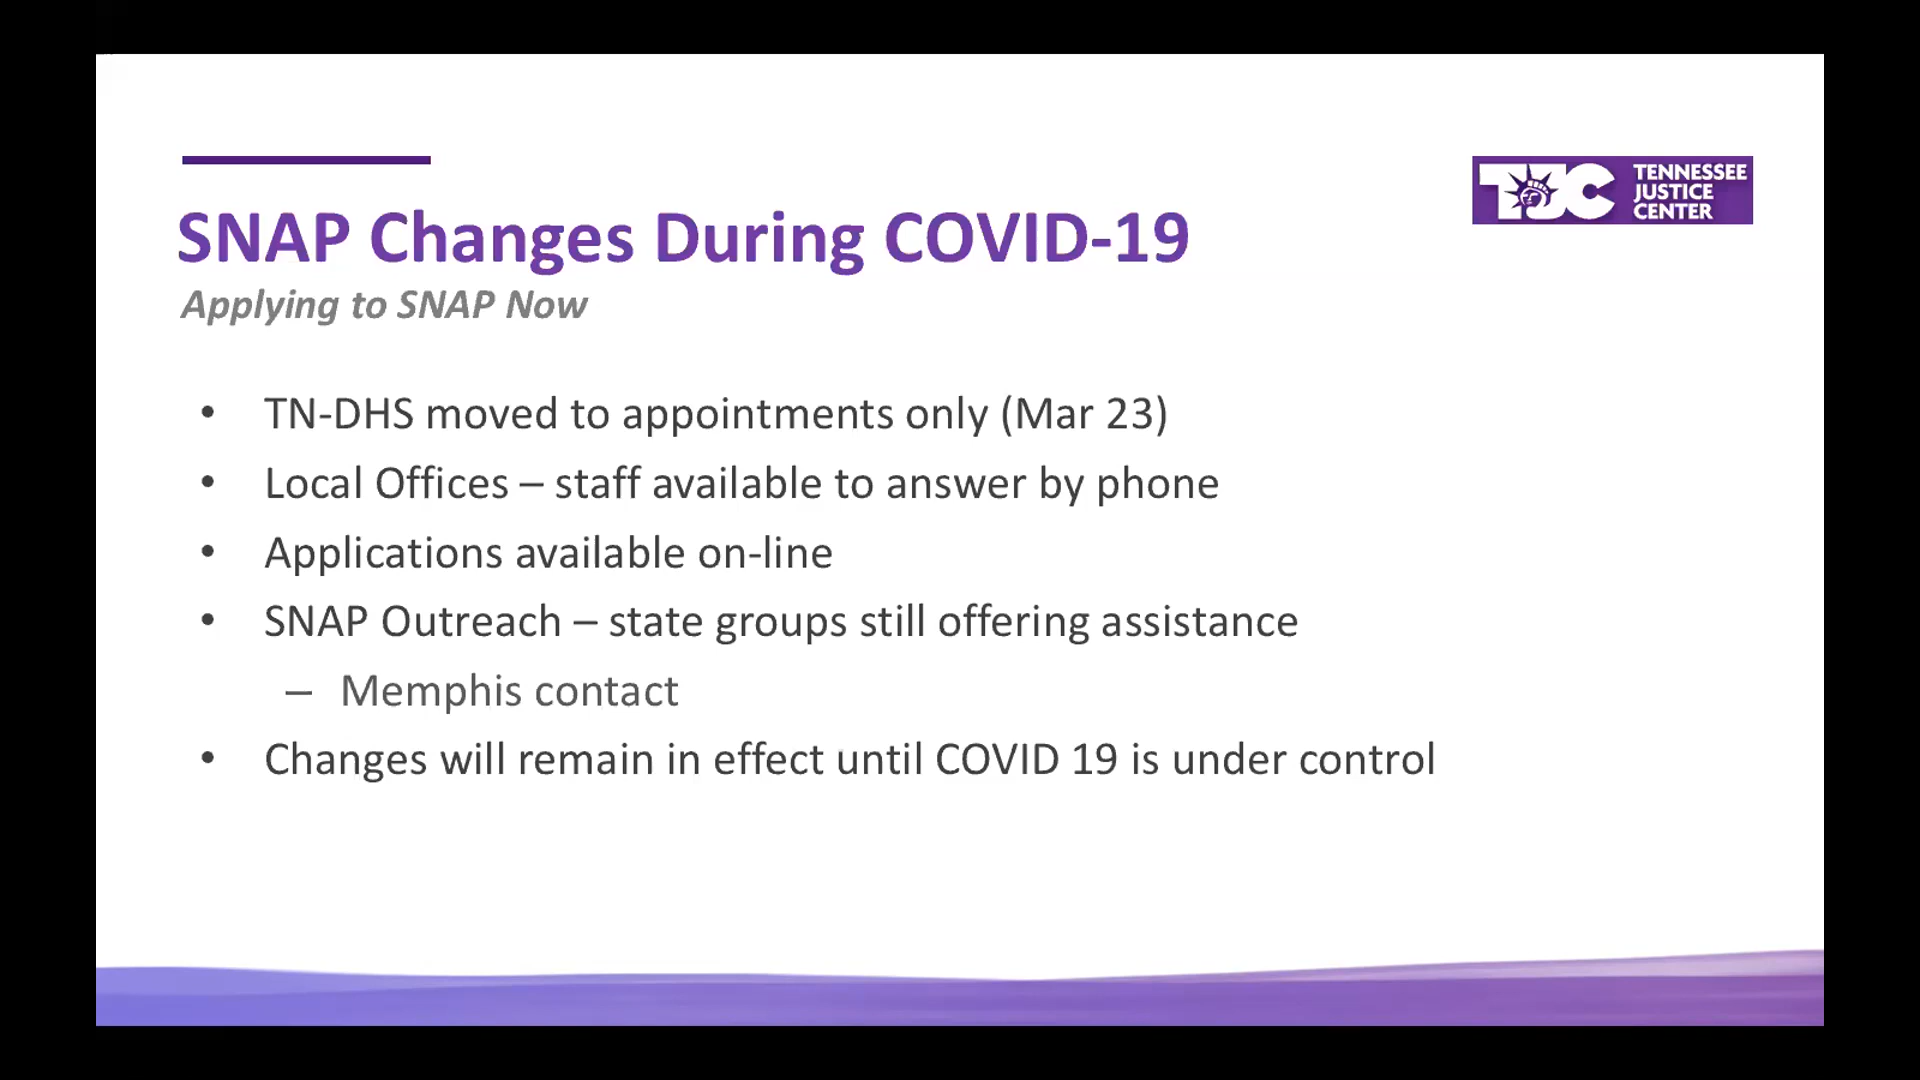 TJC TENNESSEE
JUSTICE
CENTER
SNAP Changes During COVID-19
Applying to SNAP Now
• TN-DHS moved to appointments only (Mar 23)
• Local Offices – staff available to answer by phone
• Applications available on-line
• SNAP Outreach – state groups still offering assistance
– Memphis contact
• Changes will remain in effect until COVID 19 is under control